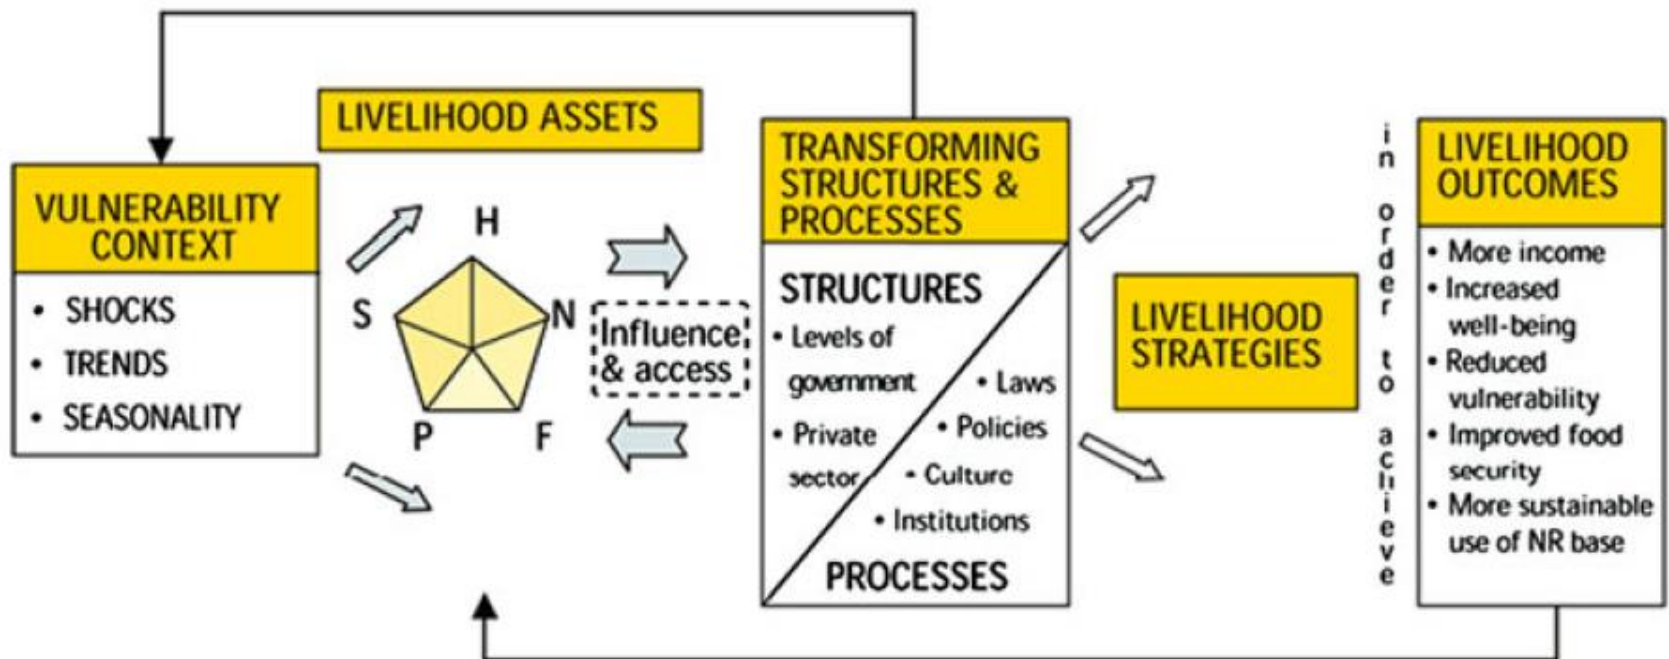 LIVELIHOOD ASSETS
VULNERABILITY
CONTEXT
• SHOCKS
• TRENDS
• SEASONALITY
H
S
N
P
F
Influence
& access
TRANSFORMING
STRUCTURES &
PROCESSES
STRUCTURES
• Levels of
government
• Private
sector
• Laws
• Policies
• Culture
• Institutions
PROCESSES
LIVELIHOOD
STRATEGIES
in order to achieve
LIVELIHOOD
OUTCOMES
• More income
• Increased
well-being
• Reduced
vulnerability
• Improved food
security
• More sustainable
use of NR base